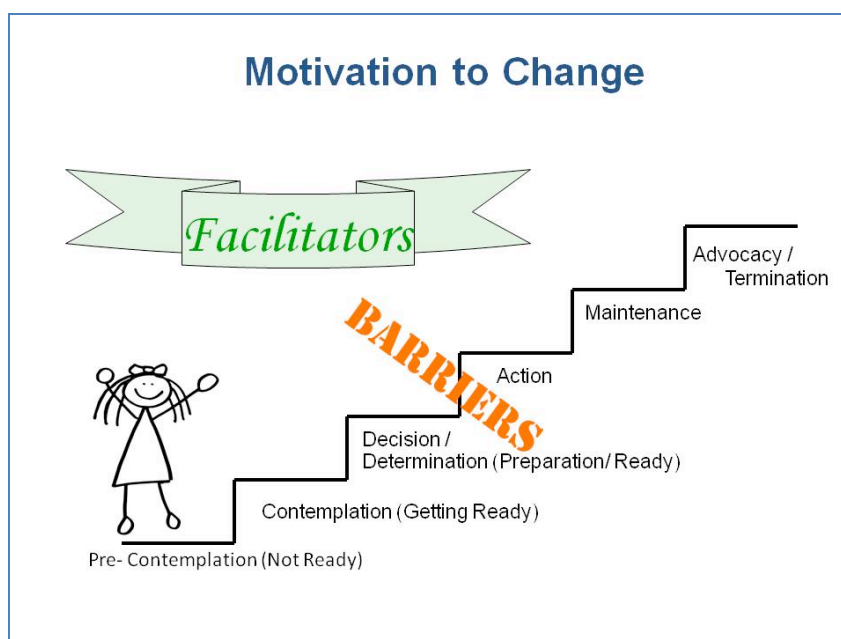 Motivation to Change
Facilitators
Advocacy /
Termination
Maintenance
BARRIERS
Action
Decision /
Determination (Preparation/ Ready)
Contemplation (Getting Ready)
Pre- Contemplation (Not Ready)